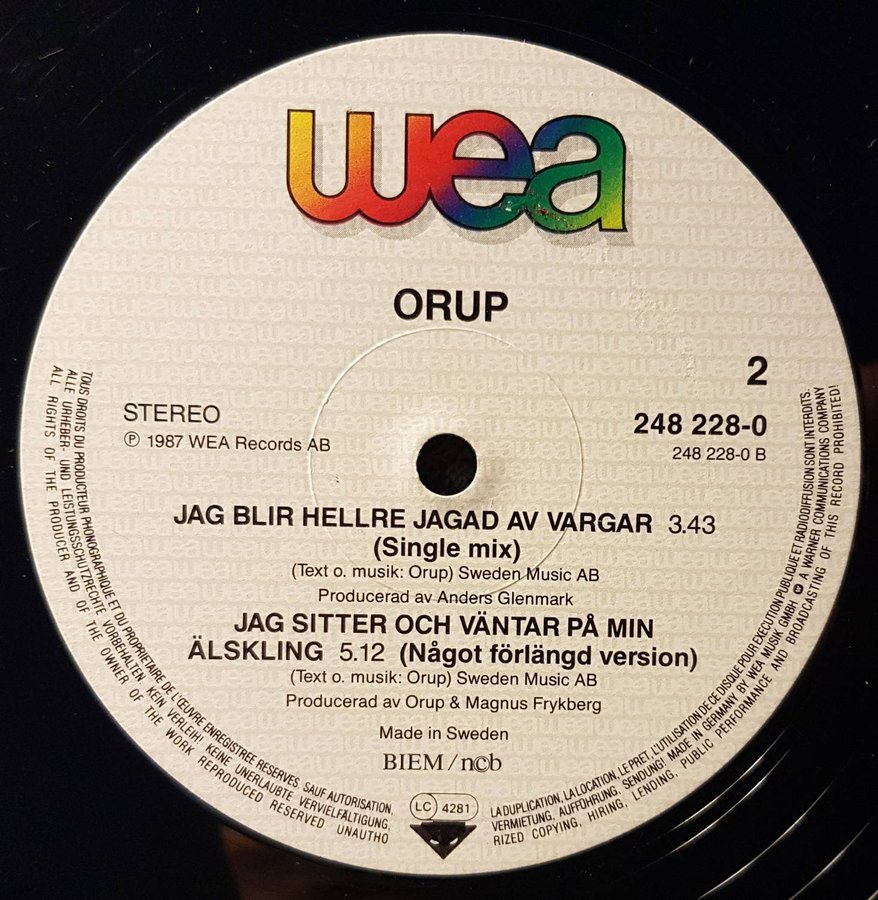 wea
ORUP
2
STEREO
248 228-0
℗ 1987 WEA Records AB
248 228-0 B
JAG BLIR HELLRE JAGAD AV VARGAR 3.43
(Single mix)
(Text o. musik: Orup) Sweden Music AB
Producerad av Anders Glenmark
JAG SITTER OCH VÄNTAR PÅ MIN
ÄLSKLING 5.12 (Något förlängd version)
(Text o. musik: Orup) Sweden Music AB
Producerad av Orup & Magnus Frykberg
Made in Sweden
BIEM/n©b
LC 4281
TOUS DROITS DU PRODUCTEUR PHONOGRAPHIQUE ET DU PROPRIETAIRE DE L'ŒUVRE ENREGISTREE RESERVES. SAUF AUTORISATION, LA DUPLICATION, LA LOCATION, LE PRET, L'UTILISATION DE CE DISQUE POUR EXECUTION PUBLIQUE ET RADIODIFFUSION SONT INTERDITS.
ALLE URHEBER- UND LEISTUNGSSCHUTZRECHTE VORBEHALTEN. KEIN VERLEIH! KEINE UNERLAUBTE VERVIELFÄLTIGUNG, VERMIETUNG, AUFFÜHRUNG, SENDUNG! MADE IN GERMANY BY WEA MUSIK GMBH A WARNER COMMUNICATIONS COMPANY
ALL RIGHTS OF THE PRODUCER AND OF THE OWNER OF THE WORK REPRODUCED RESERVED UNAUTHORIZED COPYING, HIRING, LENDING, PUBLIC PERFORMANCE AND BROADCASTING OF THIS RECORD PROHIBITED!